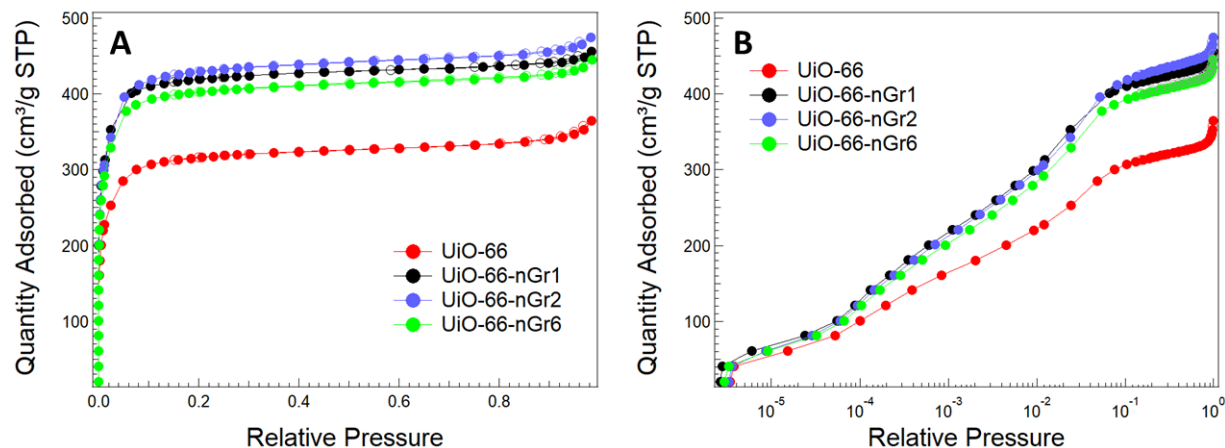 A
Quantity Adsorbed (cm³/g STP)
500
400
300
200
100
UiO-66
UiO-66-nGr1
UiO-66-nGr2
UiO-66-nGr6
0.0
0.2
0.4
0.6
0.8
Relative Pressure
B
Quantity Adsorbed (cm³/g STP)
500
400
300
200
100
UiO-66
UiO-66-nGr1
UiO-66-nGr2
UiO-66-nGr6
10⁻⁵
10⁻⁴
10⁻³
10⁻²
10⁻¹
10⁰
Relative Pressure